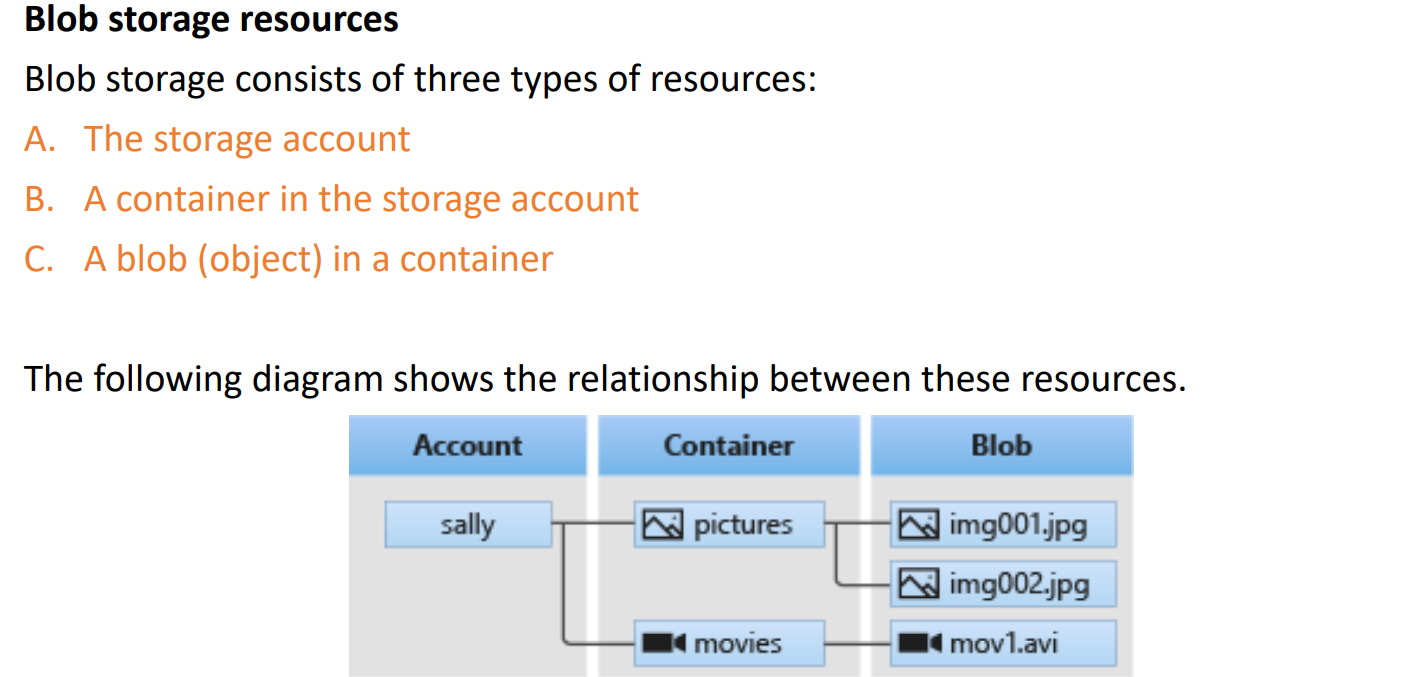 Blob storage resources
Blob storage consists of three types of resources:
A. The storage account
B. A container in the storage account
C. A blob (object) in a container
The following diagram shows the relationship between these resources.
Account Container Blob
sally pictures img001.jpg
img002.jpg
movies mov1.avi